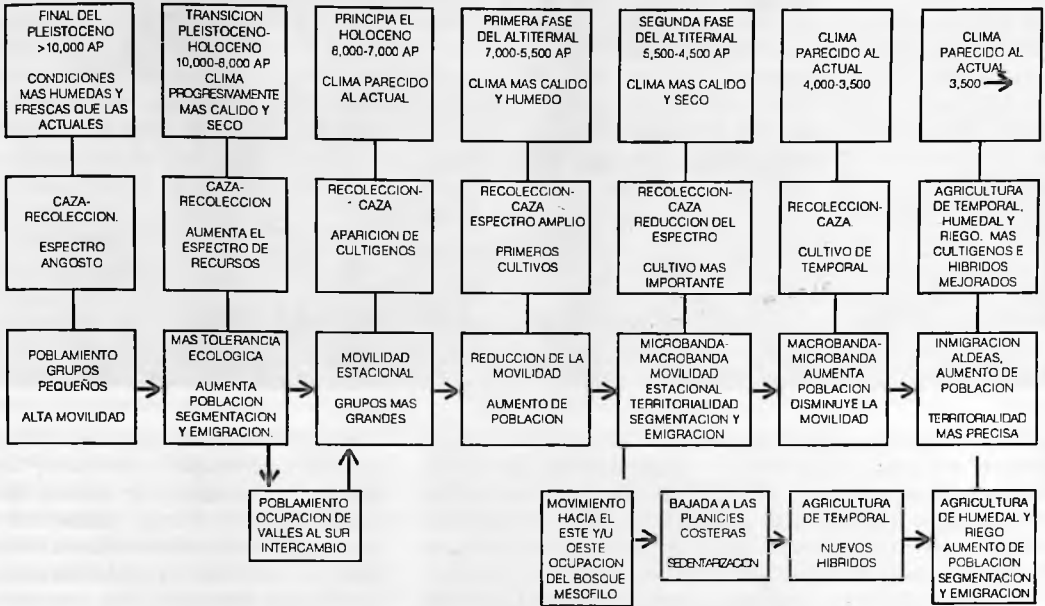 FINAL DEL
PLEISTOCENO
>10,000 AP
CONDICIONES
MAS HUMEDAS Y
FRESCAS QUE LAS
ACTUALES
TRANSICION
PLEISTOCENO-
HOLOCENO
10,000-8,000 AP
CLIMA
PROGRESIVAMENTE
MAS CALIDO Y
SECO
PRINCIPIA EL
HOLOCENO
8,000-7,000 AP
CLIMA PARECIDO
AL ACTUAL
PRIMERA FASE
DEL ALTITERMAL
7,000-5,500 AP
CLIMA MAS CALIDO
Y HUMEDO
SEGUNDA FASE
DEL ALTITERMAL
5,500-4,500 AP
CLIMA MAS CALIDO
Y SECO
CLIMA
PARECIDO AL
ACTUAL
4,000-3,500
CLIMA
PARECIDO AL
ACTUAL
3,500
CAZA-
RECOLECCION.
ESPECTRO
ANGOSTO
CAZA-
RECOLECCION
AUMENTA EL
ESPECTRO DE
RECURSOS
RECOLECCION-
CAZA
APARICION DE
CULTIGENOS
RECOLECCION-
CAZA
ESPECTRO AMPLIO
PRIMEROS
CULTIVOS
RECOLECCION-
CAZA
REDUCCION DEL
ESPECTRO
CULTIVO MAS
IMPORTANTE
RECOLECCION-
CAZA.
CULTIVO DE
TEMPORAL
AGRICULTURA
DE TEMPORAL,
HUMEDAL Y
RIEGO. MAS
CULTIGENOS E
HIBRIDOS
MEJORADOS
POBLAMIENTO
GRUPOS
PEQUEÑOS
ALTA MOVILIDAD
MAS TOLERANCIA
ECOLOGICA
AUMENTA
POBLACION
SEGMENTACION
Y EMIGRACION.
MOVILIDAD
ESTACIONAL
GRUPOS MAS
GRANDES
REDUCCION DE LA
MOVILIDAD
AUMENTO DE
POBLACION
MICROBANDA-
MACROBANDA
MOVILIDAD
ESTACIONAL
TERRITORIALIDAD
SEGMENTACION Y
EMIGRACION
MACROBANDA-
MICROBANDA
AUMENTA
POBLACION
DISMINUYE LA
MOVILIDAD
INMIGRACION
ALDEAS,
AUMENTO DE
POBLACION
TERRITORIALIDAD
MAS PRECISA
POBLAMIENTO
OCUPACION DE
VALLES AL SUR
INTERCAMBIO
MOVIMIENTO
HACIA EL
ESTE Y/U
OESTE
OCUPACION
DEL BOSQUE
MESOFILO
BAJADA A LAS
PLANICIES
COSTERAS
SEDENTARIZACION
AGRICULTURA
DE TEMPORAL
NUEVOS
HIBRIDOS
AGRICULTURA
DE HUMEDAL Y
RIEGO
AUMENTO DE
POBLACION
SEGMENTACION
Y EMIGRACION